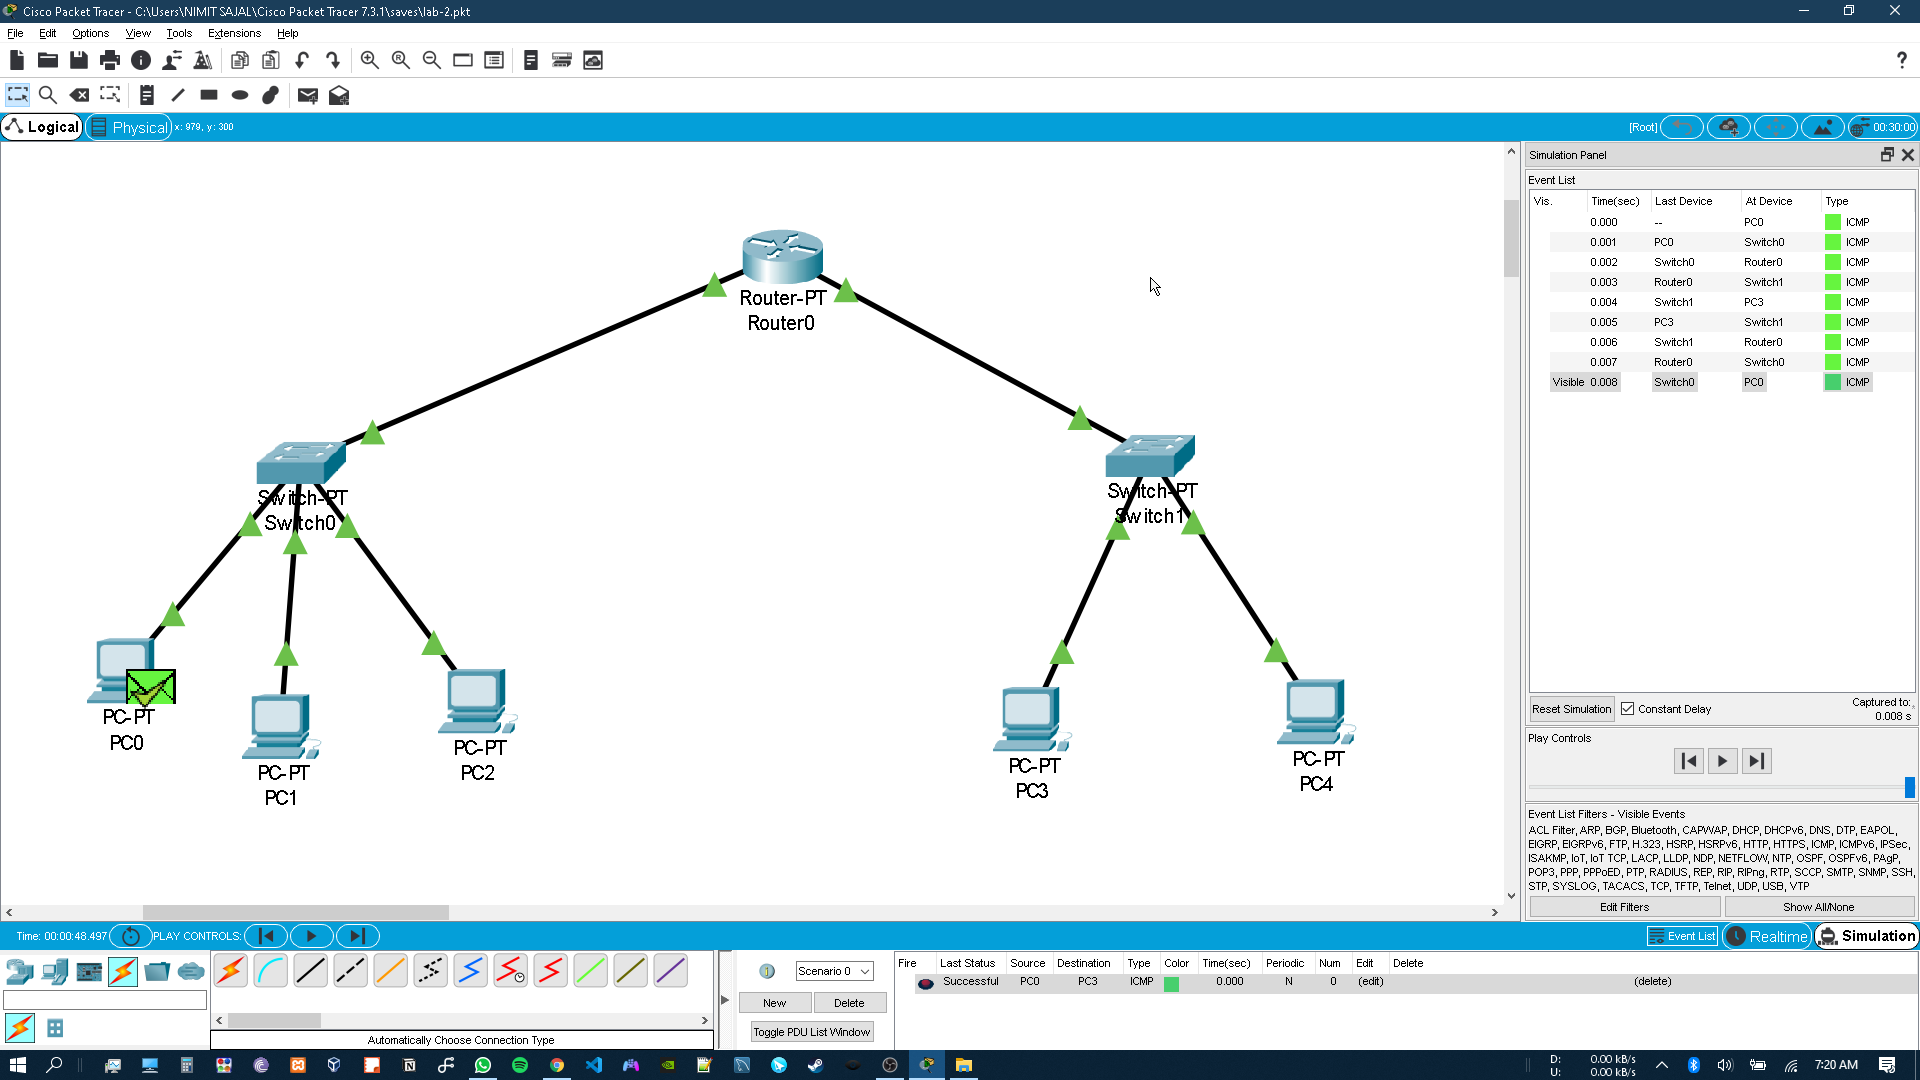 Cisco Packet Tracer - C:\Users\NIMIT SAJAL\Cisco Packet Tracer 7.3.1\saves\lab-2.pkt
File Edit Options View Tools Extensions Help
Logical Physical x: 979, y: 300 [Root] 00:30:00
Simulation Panel
Event List
Vis. Time(sec) Last Device At Device Type
0.000 -- PC0 ICMP
0.001 PC0 Switch0 ICMP
0.002 Switch0 Router0 ICMP
0.003 Router0 Switch1 ICMP
0.004 Switch1 PC3 ICMP
0.005 PC3 Switch1 ICMP
0.006 Switch1 Router0 ICMP
0.007 Router0 Switch0 ICMP
Visible 0.008 Switch0 PC0 ICMP
Router-PT
Router0
Switch-PT
Switch0
Switch-PT
Switch1
PC-PT
PC0
PC-PT
PC1
PC-PT
PC2
PC-PT
PC3
PC-PT
PC4
Reset Simulation Constant Delay Captured to:
0.008 s
Play Controls
Event List Filters - Visible Events
ACL Filter, ARP, BGP, Bluetooth, CAPWAP, DHCP, DHCPv6, DNS, DTP, EAPOL,
EIGRP, EIGRPv6, FTP, H.323, HSRP, HSRPv6, HTTP, HTTPS, ICMP, ICMPv6, IPSec,
ISAKMP, IoT, IoT TCP, LACP, LLDP, NDP, NETFLOW, NTP, OSPF, OSPFv6, PAgP,
POP3, PPP, PPPoED, PTP, RADIUS, REP, RIP, RIPng, RTP, SCCP, SMTP, SNMP, SSH,
STP, SYSLOG, TACACS, TCP, TFTP, Telnet, UDP, USB, VTP
Edit Filters Show All/None
Time: 00:00:48.497 PLAY CONTROLS: Event List Realtime Simulation
Scenario 0
New Delete
Toggle PDU List Window
Fire Last Status Source Destination Type Color Time(sec) Periodic Num Edit Delete
Successful PC0 PC3 ICMP 0.000 N 0 (edit) (delete)
Automatically Choose Connection Type
D: 0.00 kB/s
U: 0.00 kB/s
7:20 AM